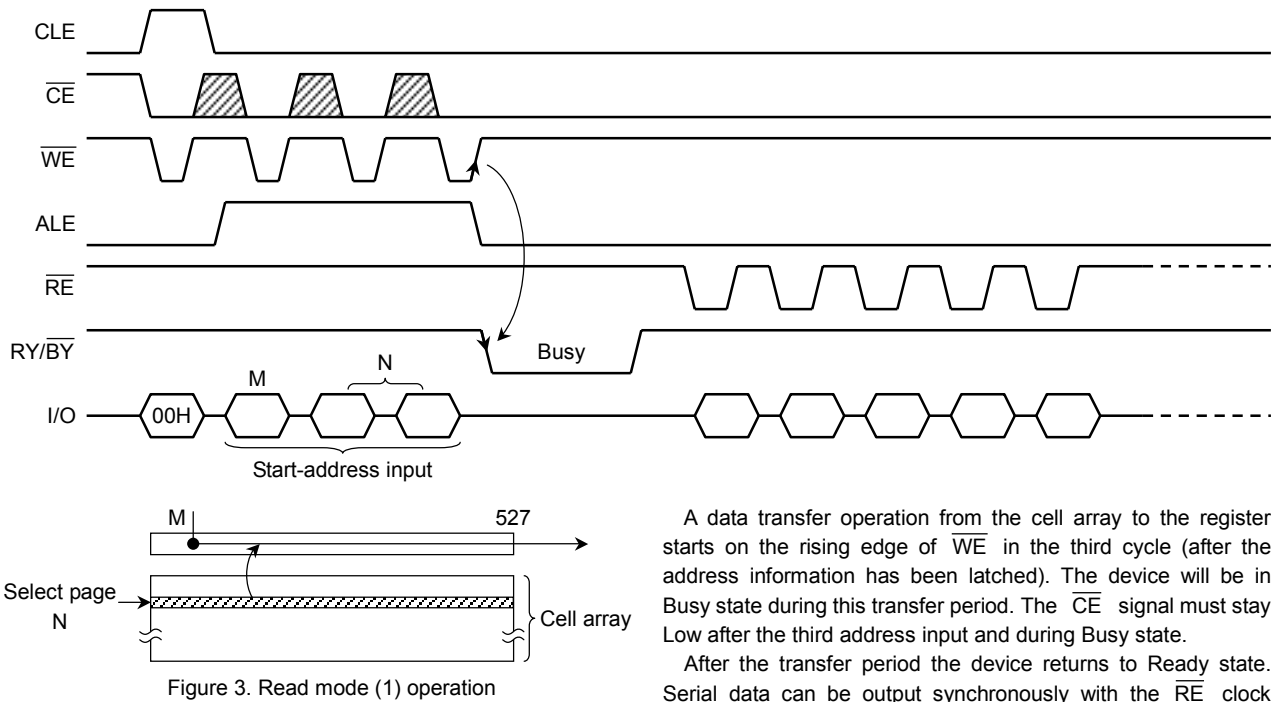 CLE
CE
WE
ALE
RE
RY/BY
Busy
M
N
I/O
00H
Start-address input
M
527
Select page
N
Cell array
Figure 3. Read mode (1) operation
A data transfer operation from the cell array to the register
starts on the rising edge of WE in the third cycle (after the
address information has been latched). The device will be in
Busy state during this transfer period. The CE signal must stay
Low after the third address input and during Busy state.
After the transfer period the device returns to Ready state.
Serial data can be output synchronously with the RE clock